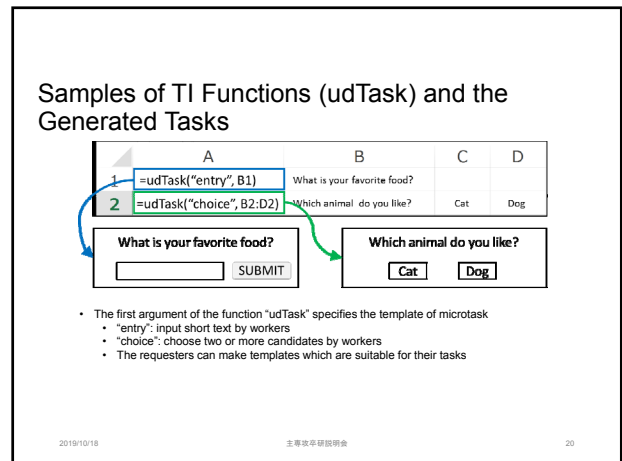 Samples of TI Functions (udTask) and the
Generated Tasks
A B C D
1 =udTask("entry", B1) What is your favorite food?
2 =udTask("choice", B2:D2) Which animal do you like? Cat Dog
What is your favorite food?
SUBMIT
Which animal do you like?
Cat Dog
• The first argument of the function “udTask” specifies the template of microtask
• “entry”: input short text by workers
• “choice”: choose two or more candidates by workers
• The requesters can make templates which are suitable for their tasks
2019/10/18 主専攻卒研説明会 20